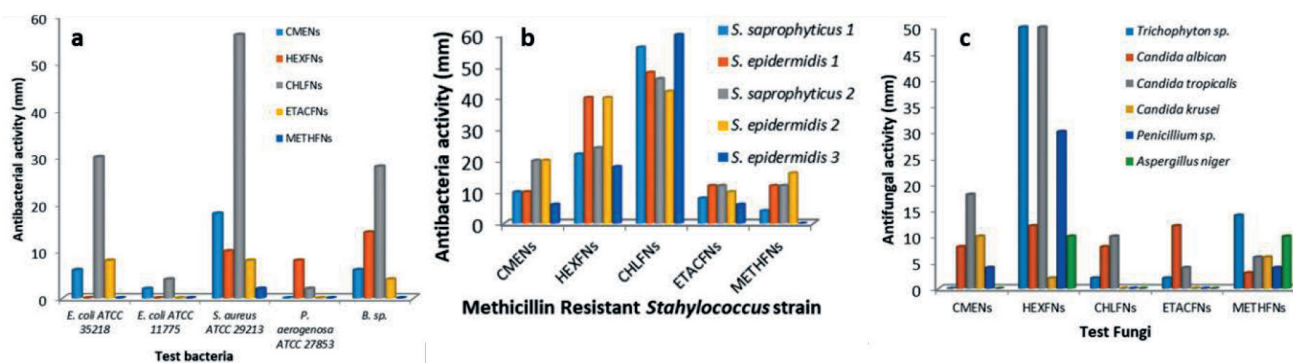 a
Antibacterial activity (mm)
60
50
40
30
20
10
0
CMENs
HEXFNs
CHLFNs
ETACFNs
METHFNs
E. coli ATCC
35218
E. coli ATCC
11775
S. aureus
ATCC 29213
P.
aerogenosa
ATCC 27853
B. sp.
Test bacteria
b
Antibacteria activity (mm)
60
50
40
30
20
10
0
S. saprophyticus 1
S. epidermidis 1
S. saprophyticus 2
S. epidermidis 2
S. epidermidis 3
CMENs
HEXFNs
CHLFNs
ETACFNs
METHFNs
Methicillin Resistant Stahylococcus strain
c
Antifungal activity (mm)
50
45
40
35
30
25
20
15
10
5
0
Trichophyton sp.
Candida albican
Candida tropicalis
Candida krusei
Penicillium sp.
Aspergillus niger
CMENs
HEXFNs
CHLFNs
ETACFNs
METHFNs
Test Fungi